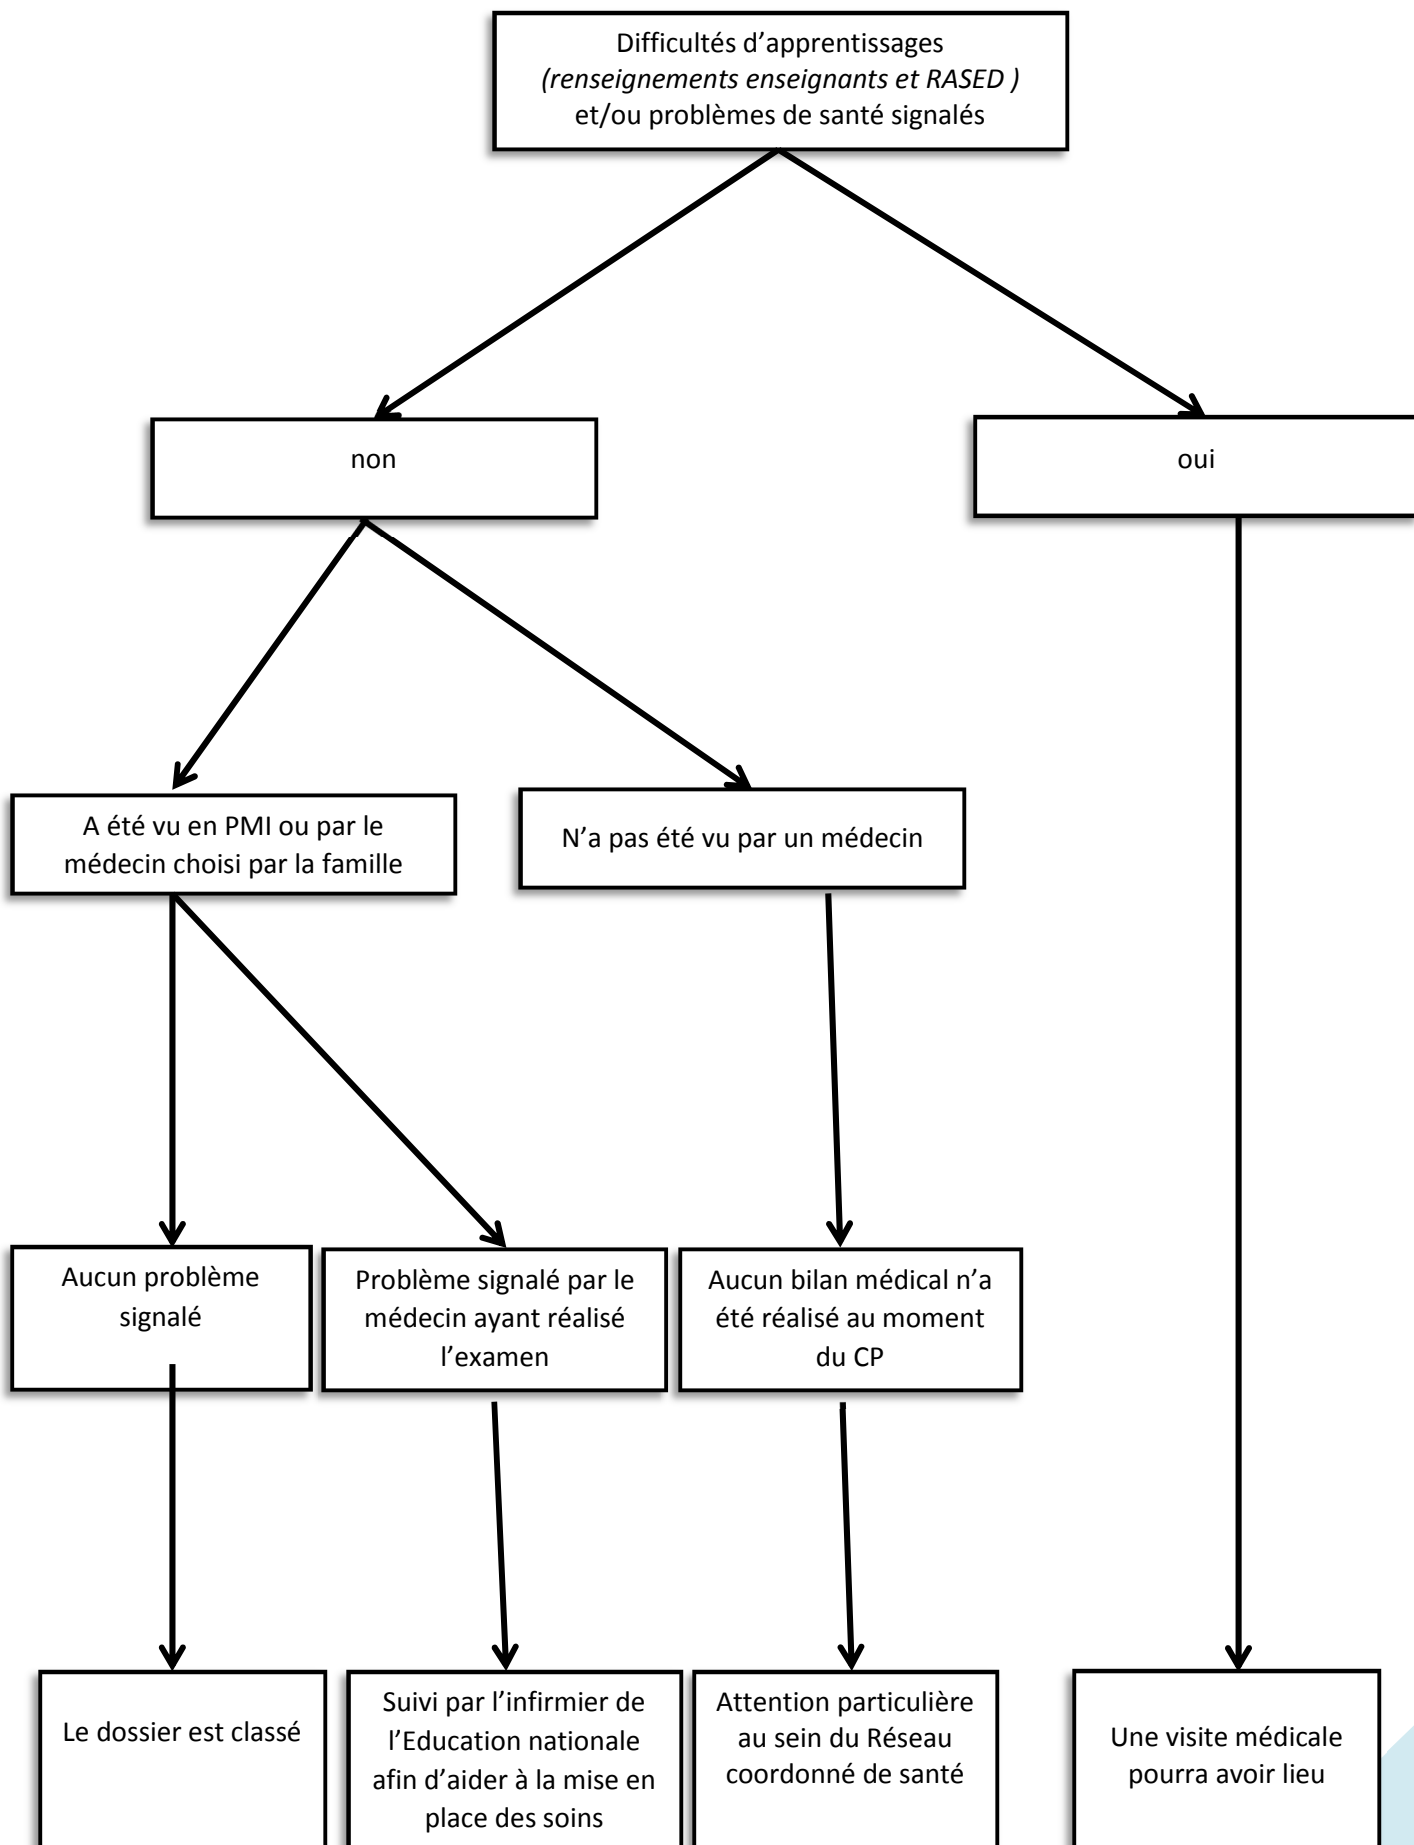 Difficultés d’apprentissages
(renseignements enseignants et RASED )
et/ou problèmes de santé signalés
non
oui
A été vu en PMI ou par le
médecin choisi par la famille
N’a pas été vu par un médecin
Aucun problème
signalé
Problème signalé par le
médecin ayant réalisé
l’examen
Aucun bilan médical n’a
été réalisé au moment
du CP
Le dossier est classé
Suivi par l’infirmier de
l’Education nationale
afin d’aider à la mise en
place des soins
Attention particulière
au sein du Réseau
coordonné de santé
Une visite médicale
pourra avoir lieu